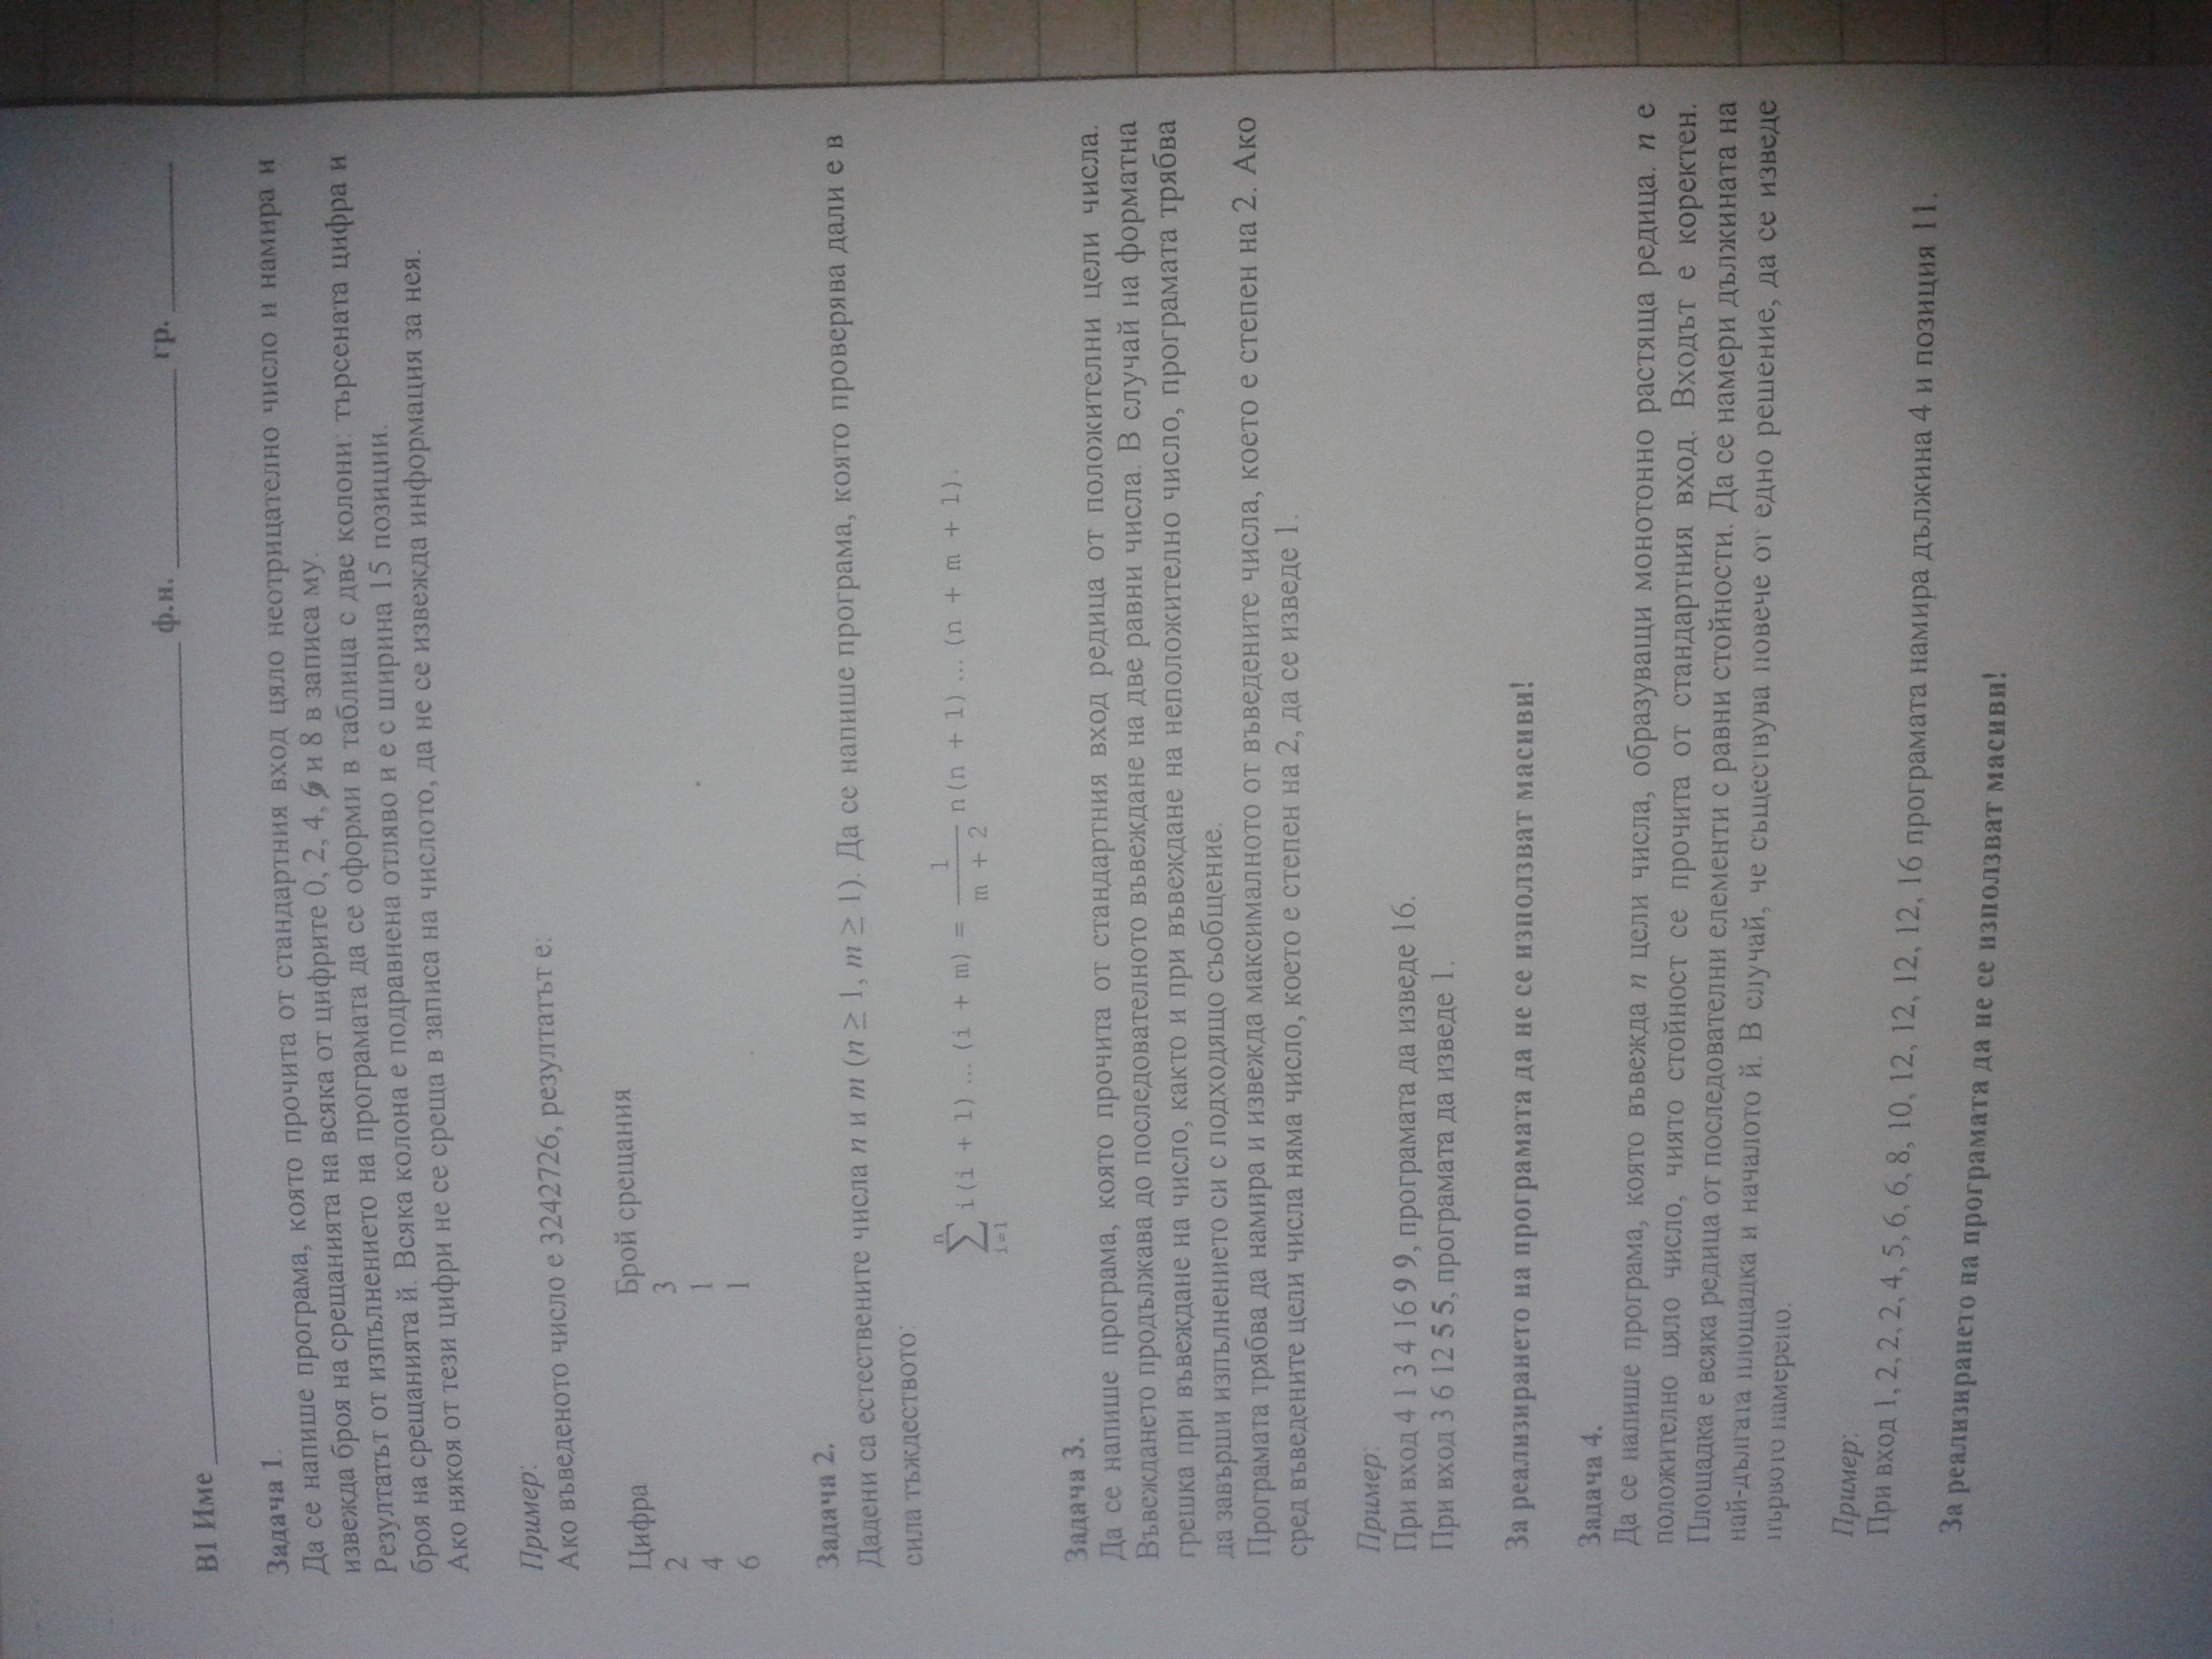 В1 Име ____________ ф.н. ____________ гр. ____________
Задача 1.
Да се напише програма, която прочита от стандартния вход цяло неотрицателно число и намира и
извежда броя на срещанията на всяка от цифрите 0, 2, 4, 6 и 8 в записа му.
Резултатът от изпълнението на програмата да се оформи в таблица с две колони: търсената цифра и
броя на срещанията й. Всяка колона е подравнена отляво и е с ширина 15 позиции.
Ако някоя от тези цифри не се среща в записа на числото, да не се извежда информация за нея.
Пример:
Ако въведеното число е 3242726, резултатът е:
Цифра Брой срещания
2 3
4 1
6 1
Задача 2.
Дадени са естествените числа n и m (n ≥ 1, m ≥ 1). Да се напише програма, която проверява дали е в
сила тъждеството:
∑_{i=1}^{n} i(i + 1) ... (i + m) = \frac{1}{m + 2} n(n + 1) ... (n + m + 1).
Задача 3.
Да се напише програма, която прочита от стандартния вход редица от положителни цели числа.
Въвеждането продължава до последователното въвеждане на две равни числа. В случай на форматна
грешка при въвеждане на число, както и при въвеждане на неположително число, програмата трябва
да завърши изпълнението си с подходящо съобщение.
Програмата трябва да намира и извежда максималното от въведените числа, което е степен на 2. Ако
сред въведените цели числа няма число, което е степен на 2, да се изведе 1.
Пример:
При вход 4 1 3 4 16 9 9, програмата да изведе 16.
При вход 3 6 12 5 5, програмата да изведе 1.
За реализирането на програмата да не се използват масиви!
Задача 4.
Да се напише програма, която въвежда n цели числа, образуващи монотонно растяща редица. n е
положително цяло число, чиято стойност се прочита от стандартния вход. Входът е коректен.
Площадка е всяка редица от последователни елементи с равни стойности. Да се намери дължината на
най-дългата площадка и началото й. В случай, че съществува повече от едно решение, да се изведе
първото намерено.
Пример:
При вход 1, 2, 2, 2, 4, 5, 6, 6, 8, 10, 12, 12, 12, 12, 16 програмата намира дължина 4 и позиция 11.
За реализирането на програмата да не се използват масиви!